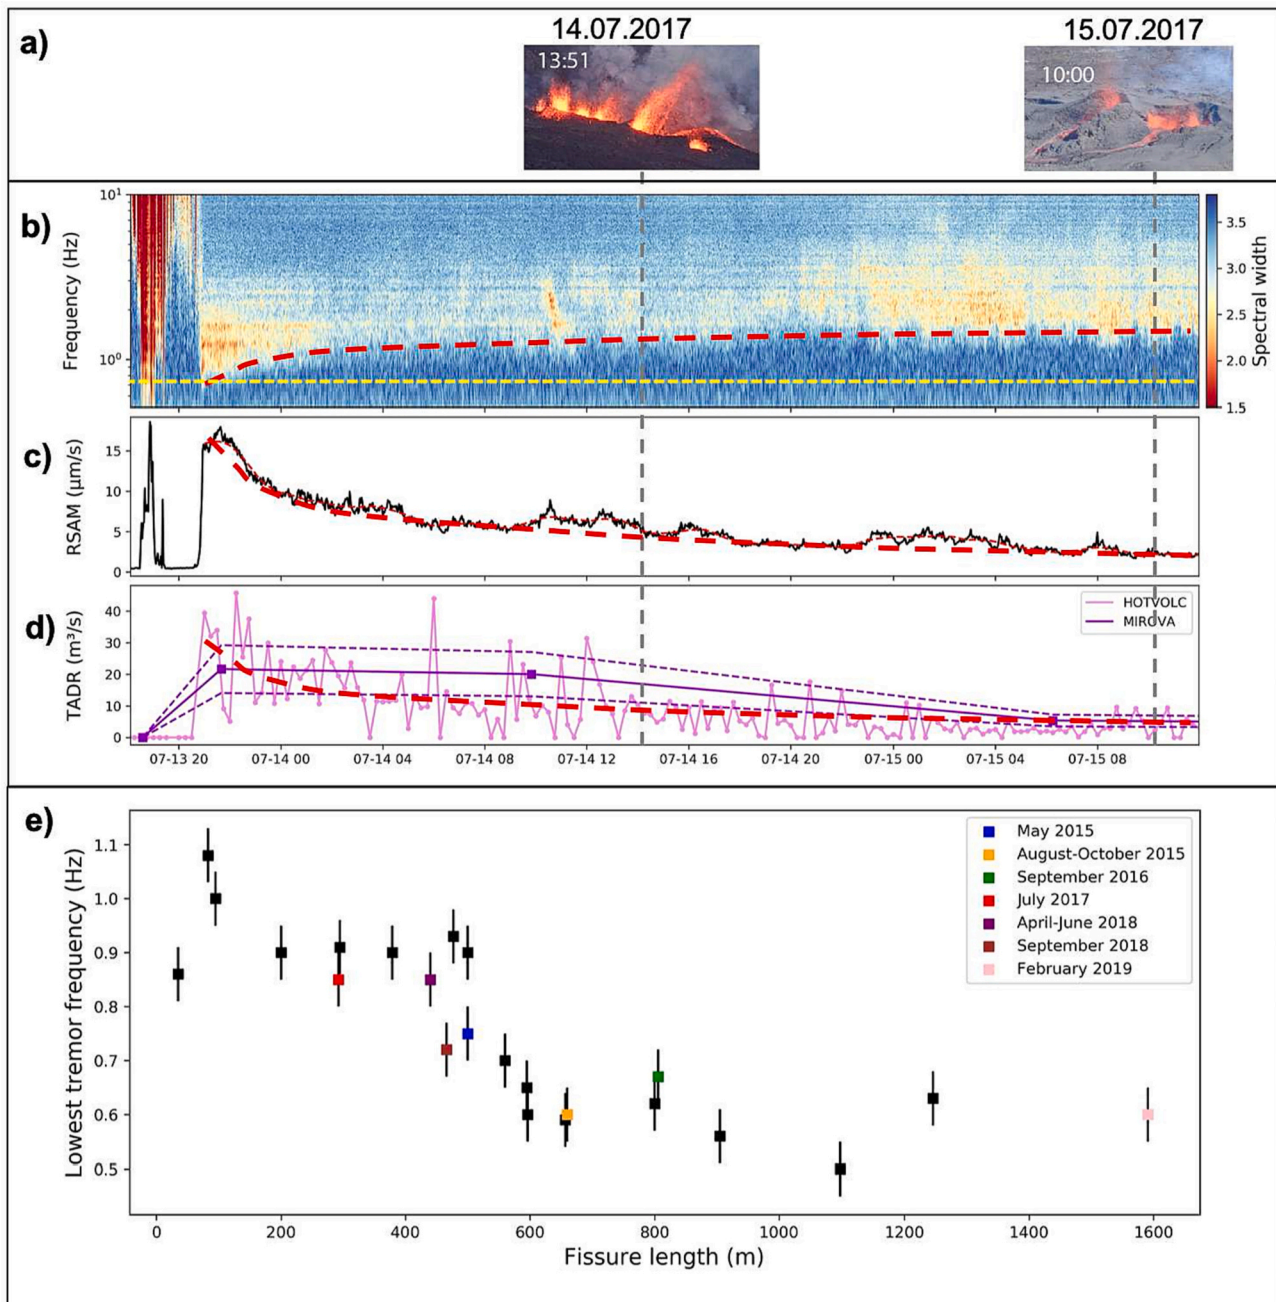 a)
14.07.2017
15.07.2017
13:51
10:00
b)
Frequency (Hz)
10¹
10⁰
3.5
3.0
2.5
2.0
1.5
Spectral width
c)
RSAM (μm/s)
15
10
5
0
d)
TADR (m³/s)
40
30
20
10
0
HOTVOLC
MIROVA
07-13 20
07-14 00
07-14 04
07-14 08
07-14 12
07-14 16
07-14 20
07-15 00
07-15 04
07-15 08
e)
Lowest tremor frequency (Hz)
1.1
1.0
0.9
0.8
0.7
0.6
0.5
May 2015
August-October 2015
September 2016
July 2017
April-June 2018
September 2018
February 2019
0
200
400
600
800
1000
1200
1400
1600
Fissure length (m)